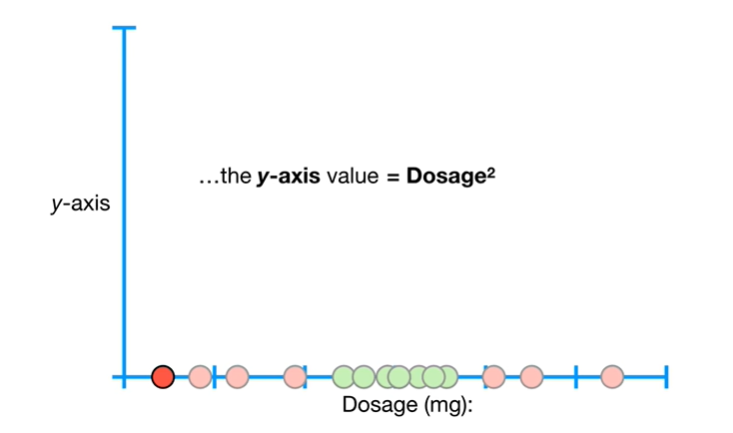 …the y-axis value = Dosage²
y-axis
Dosage (mg):